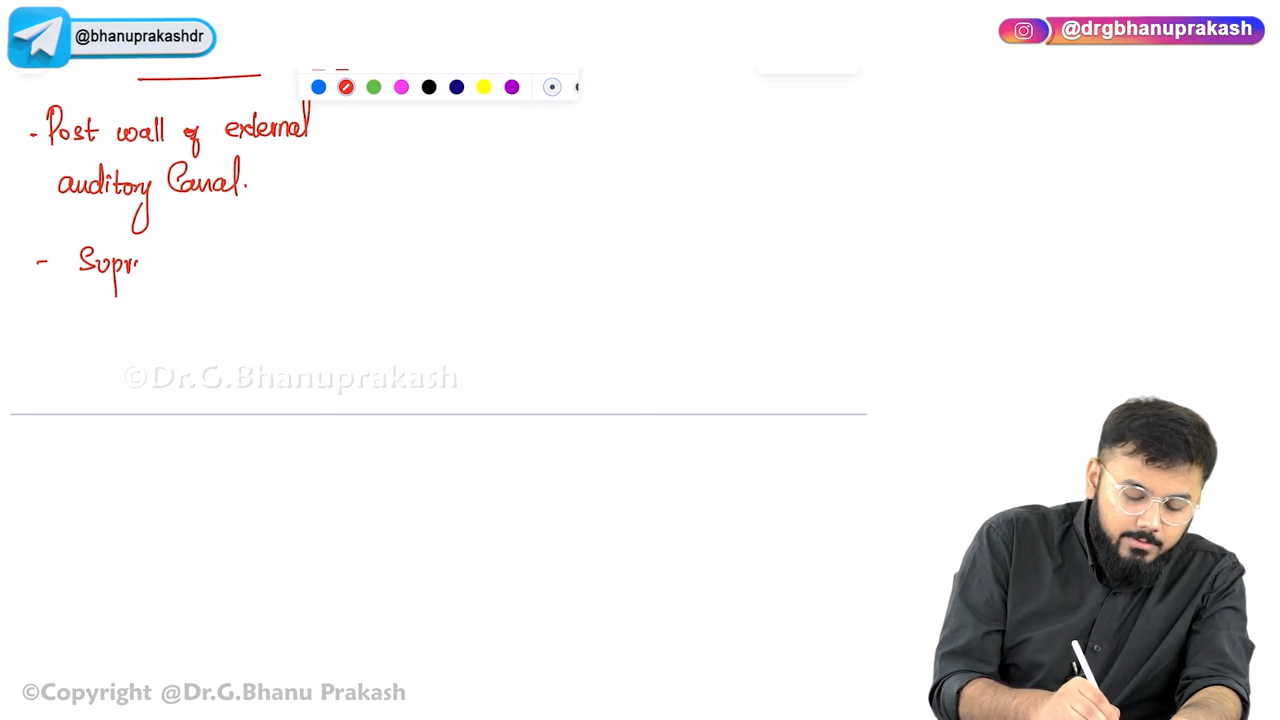 @bhanuprakashdr
@drgbhanuprakash
- Post wall of external
auditory Canal.
- Supr
©Dr.G.Bhanuprakash
©Copyright @Dr.G.Bhanu Prakash